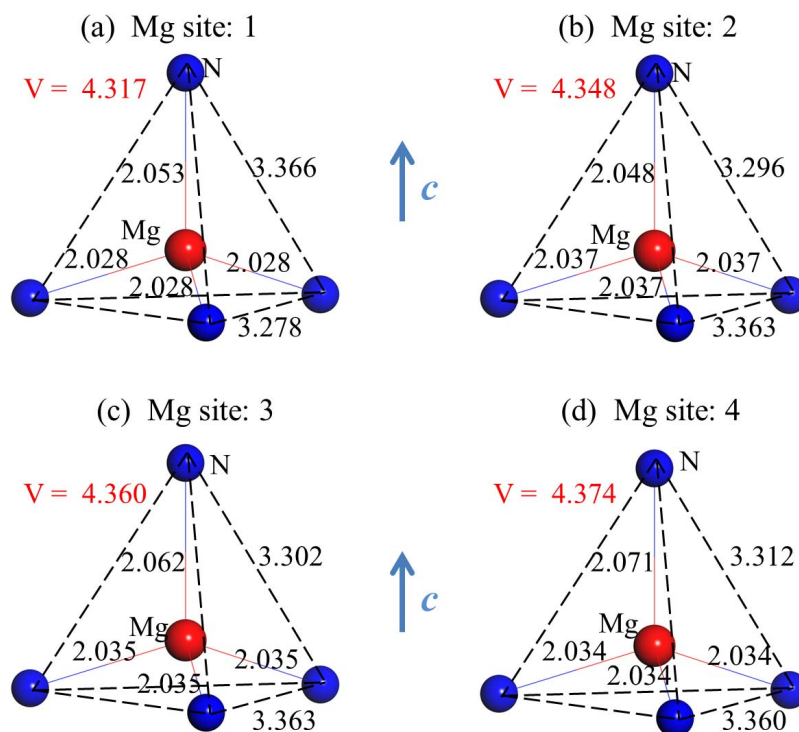 (a) Mg site: 1
N
V = 4.317
2.053
3.366
Mg
2.028
2.028
2.028
3.278
(b) Mg site: 2
N
V = 4.348
2.048
3.296
Mg
2.037
2.037
2.037
3.363
c
(c) Mg site: 3
N
V = 4.360
2.062
3.302
Mg
2.035
2.035
2.035
3.363
(d) Mg site: 4
N
V = 4.374
2.071
3.312
Mg
2.034
2.034
2.034
3.360
c